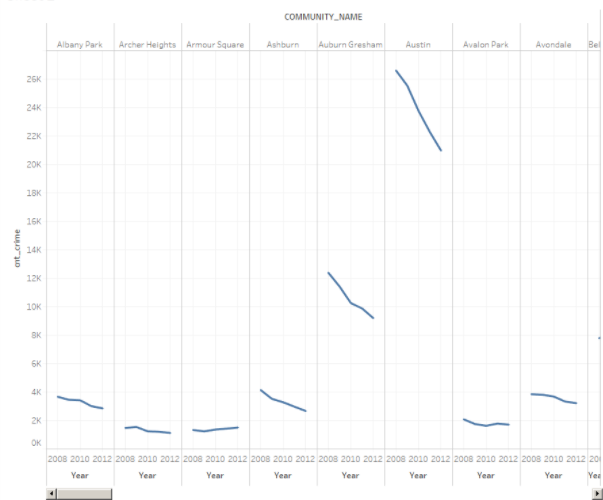 COMMUNITY_NAME
Albany Park Archer Heights Armour Square Ashburn Auburn Gresham Austin Avalon Park Avondale Bel
26K
24K
22K
20K
18K
16K
14K
12K
10K
8K
6K
4K
2K
0K
cnt_crime
2008 2010 2012 2008 2010 2012 2008 2010 2012 2008 2010 2012 2008 2010 2012 2008 2010 2012 2008 2010 2012 2008 2010 2012 200
Year Year Year Year Year Year Year Year Yea